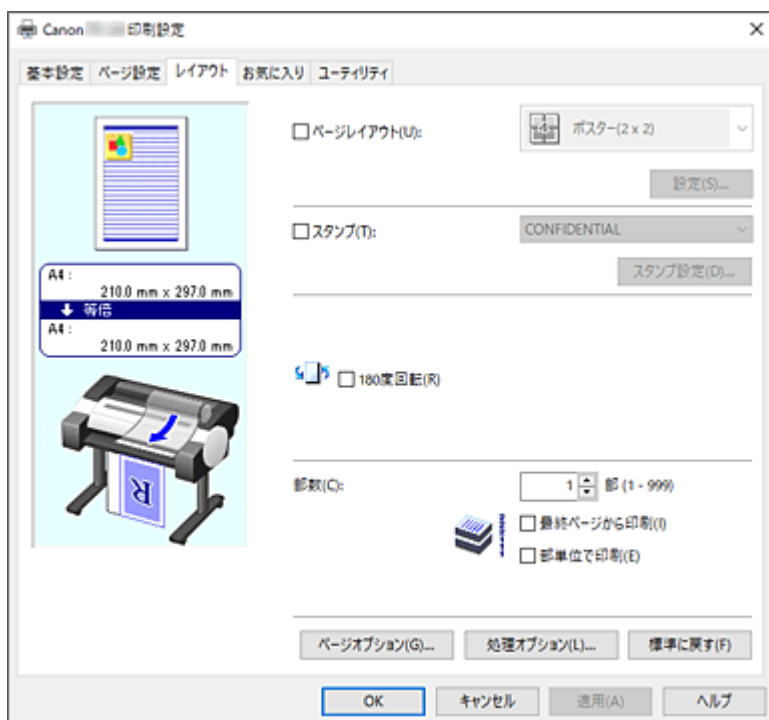 Canon 印刷設定
基本設定 ページ設定 レイアウト お気に入り ユーティリティ
ページレイアウト(U):
ポスター(2 x 2)
設定(S)...
スタンプ(T):
CONFIDENTIAL
スタンプ設定(D)...
A4 :
210.0 mm x 297.0 mm
等倍
A4 :
210.0 mm x 297.0 mm
180度回転(R)
R
部数(C):
1 部 (1 - 999)
最終ページから印刷(I)
部単位で印刷(E)
ページオプション(G)... 処理オプション(L)... 標準に戻す(F)
OK キャンセル 適用(A) ヘルプ